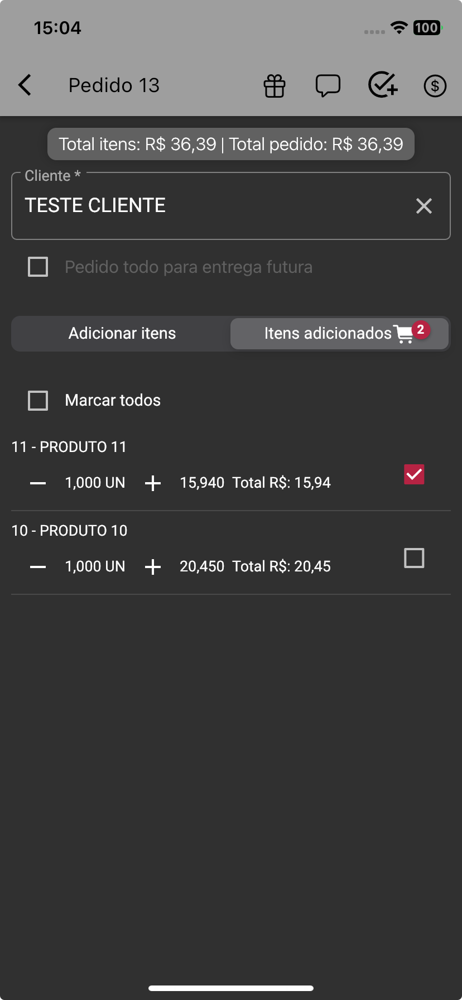 15:04
100
Pedido 13
Total itens: R$ 36,39 | Total pedido: R$ 36,39
Cliente *
TESTE CLIENTE
Pedido todo para entrega futura
Adicionar itens
Itens adicionados 2
Marcar todos
11 - PRODUTO 11
1,000 UN 15,940 Total R$: 15,94
10 - PRODUTO 10
1,000 UN 20,450 Total R$: 20,45